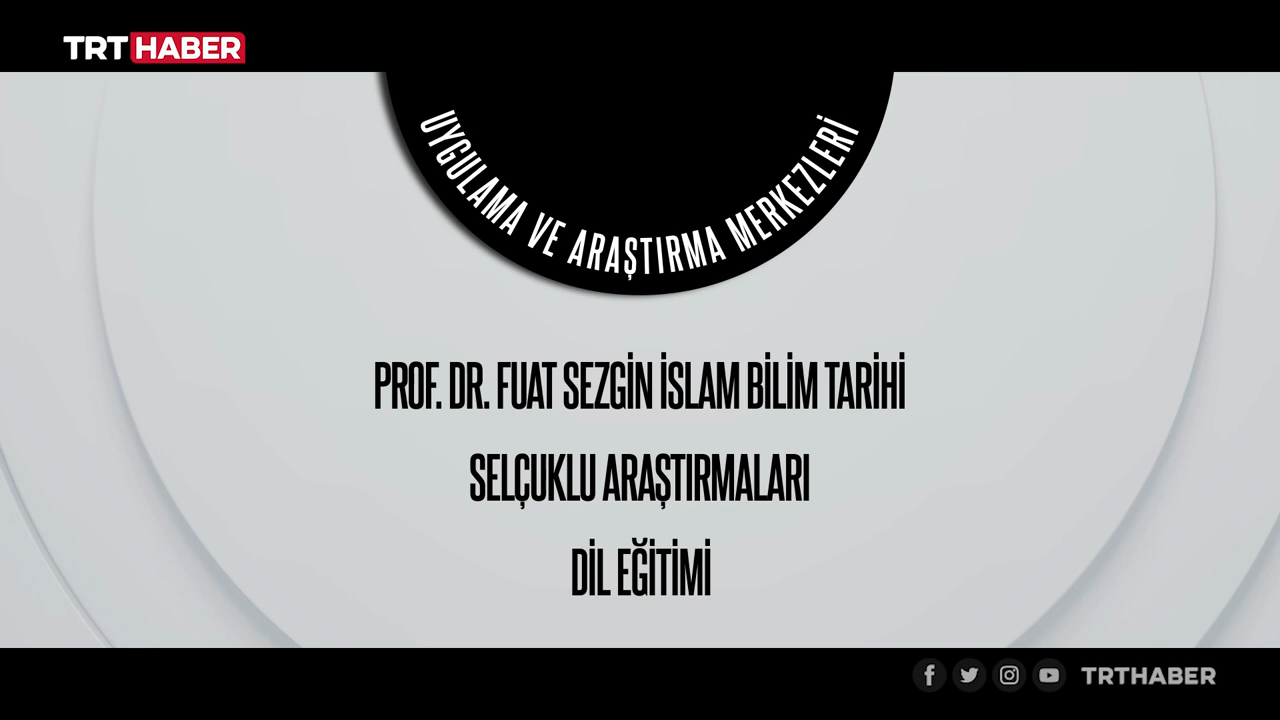 TRT HABER
UYGULAMA VE ARAŞTIRMA MERKEZLERİ
PROF. DR. FUAT SEZGİN İSLAM BİLİM TARİHİ
SELÇUKLU ARAŞTIRMALARI
DİL EĞİTİMİ
TRTHABER